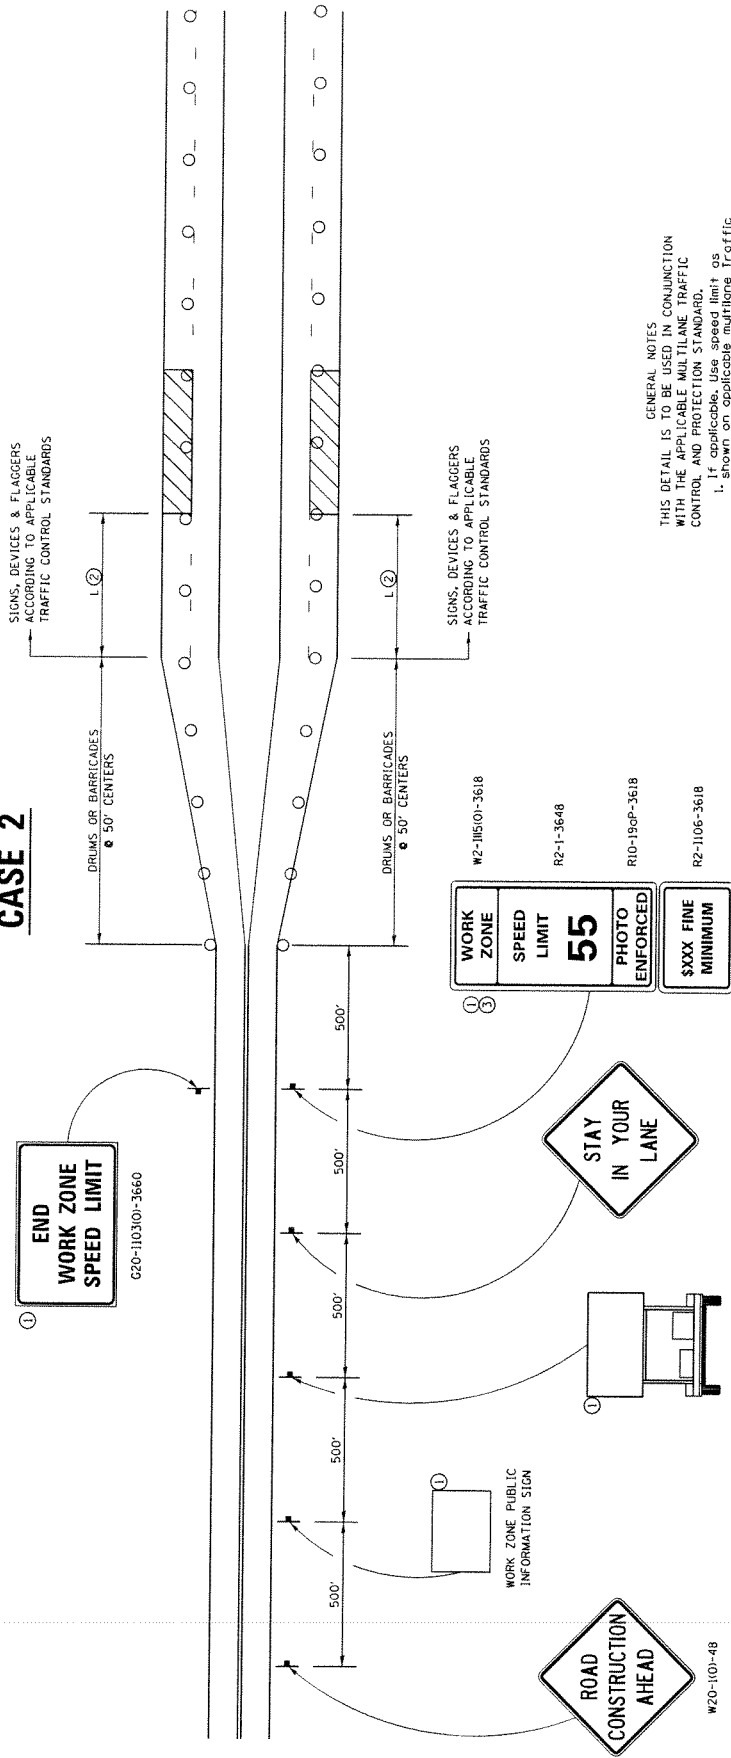 CASE 2
SIGNS, DEVICES & FLAGGERS
ACCORDING TO APPLICABLE
TRAFFIC CONTROL STANDARDS
L ②
DRUMS OR BARRICADES
@ 50' CENTERS
END
WORK ZONE
SPEED LIMIT
①
G20-1103(O)-3660
SIGNS, DEVICES & FLAGGERS
ACCORDING TO APPLICABLE
TRAFFIC CONTROL STANDARDS
L ②
DRUMS OR BARRICADES
@ 50' CENTERS
500'
500'
500'
500'
500'
ROAD
CONSTRUCTION
AHEAD
W20-1(O)-48
①
WORK ZONE PUBLIC
INFORMATION SIGN
①
STAY
IN YOUR
LANE
①
③
WORK
ZONE
SPEED
LIMIT
55
PHOTO
ENFORCED
$XXX FINE
MINIMUM
W2-1115(O)-3618
R2-1-3648
R10-19aP-3618
R2-1106-3618
GENERAL NOTES
THIS DETAIL IS TO BE USED IN CONJUNCTION
WITH THE APPLICABLE MULTILANE TRAFFIC
CONTROL AND PROTECTION STANDARD.
1. If applicable. Use speed limit as
shown on applicable multilane Traffic